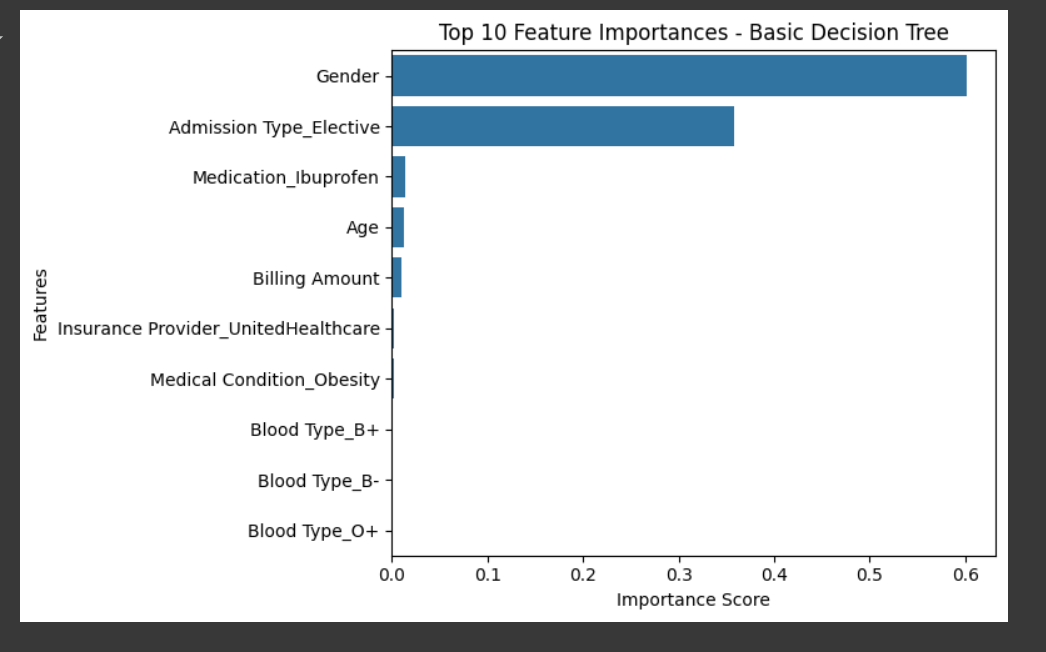 Top 10 Feature Importances - Basic Decision Tree
Gender
Admission Type_Elective
Medication_Ibuprofen
Age
Billing Amount
Insurance Provider_UnitedHealthcare
Medical Condition_Obesity
Blood Type_B+
Blood Type_B-
Blood Type_O+
Features
0.0 0.1 0.2 0.3 0.4 0.5 0.6
Importance Score